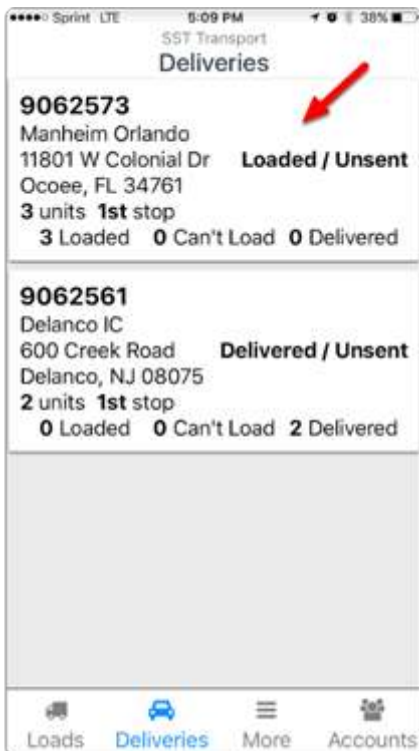 Sprint LTE 5:09 PM 38%
SST Transport
Deliveries
9062573
Manheim Orlando
11801 W Colonial Dr Loaded / Unsent
Ocoee, FL 34761
3 units 1st stop
3 Loaded 0 Can't Load 0 Delivered
9062561
Delanco IC
600 Creek Road Delivered / Unsent
Delanco, NJ 08075
2 units 1st stop
0 Loaded 0 Can't Load 2 Delivered
Loads Deliveries More Accounts